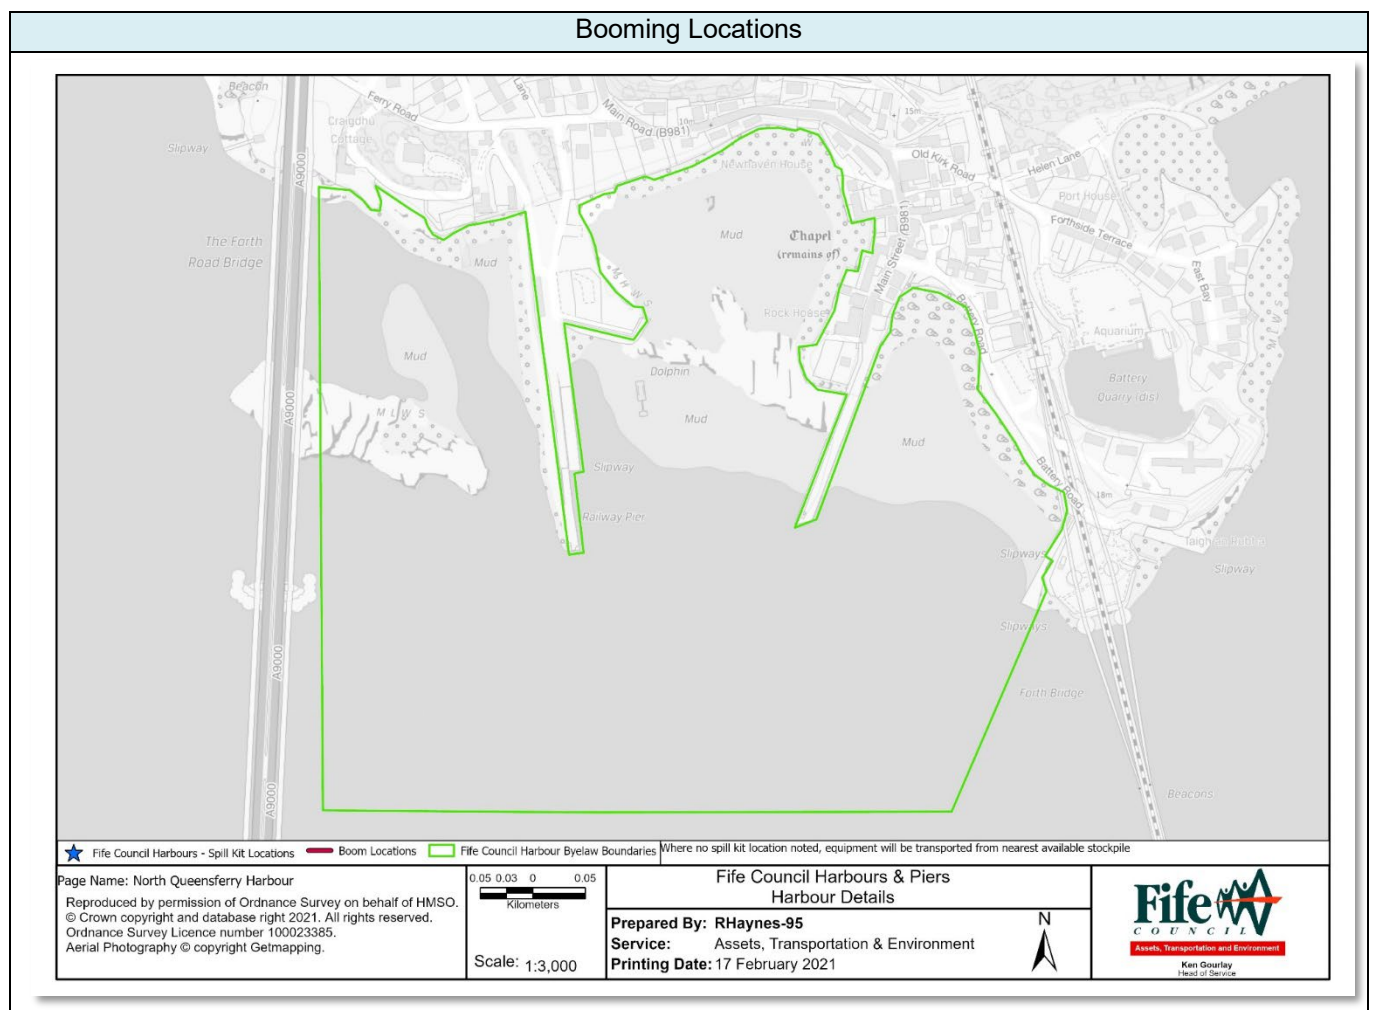 Booming Locations
Beacon
Ferry Road
Lane
Main Road (B981)
10m
15m
Craigdhu
Cottage
Slipway
A9000
Newhaven House
W
Old Kirk Road
Helen Lane
Port House
Forthside Terrace
The Forth
Road Bridge
Mud
Mud
Chapel
(remains of)
Main Street (B981)
East Bay
M H W S
Rock House
Battery Road
Aquarium
Mud
Dolphin
Battery
Quarry (dis)
A9000
M L W S
Mud
Mud
Slipway
Battery Road
18m
Railway Pier
Slipways
Slipway
Slipways
A9000
Forth Bridge
A9000
Beacons
Fife Council Harbours - Spill Kit Locations
Boom Locations
Fife Council Harbour Byelaw Boundaries
Where no spill kit location noted, equipment will be transported from nearest available stockpile
Page Name: North Queensferry Harbour
Reproduced by permission of Ordnance Survey on behalf of HMSO.
© Crown copyright and database right 2021. All rights reserved.
Ordnance Survey Licence number 100023385.
Aerial Photography © copyright Getmapping.
0.05 0.03 0 0.05
Kilometers
Scale: 1:3,000
Fife Council Harbours & Piers
Harbour Details
Prepared By: RHaynes-95
Service: Assets, Transportation & Environment
Printing Date: 17 February 2021
N
Fife
COUNCIL
Assets, Transportation and Environment
Ken Gourlay
Head of Service